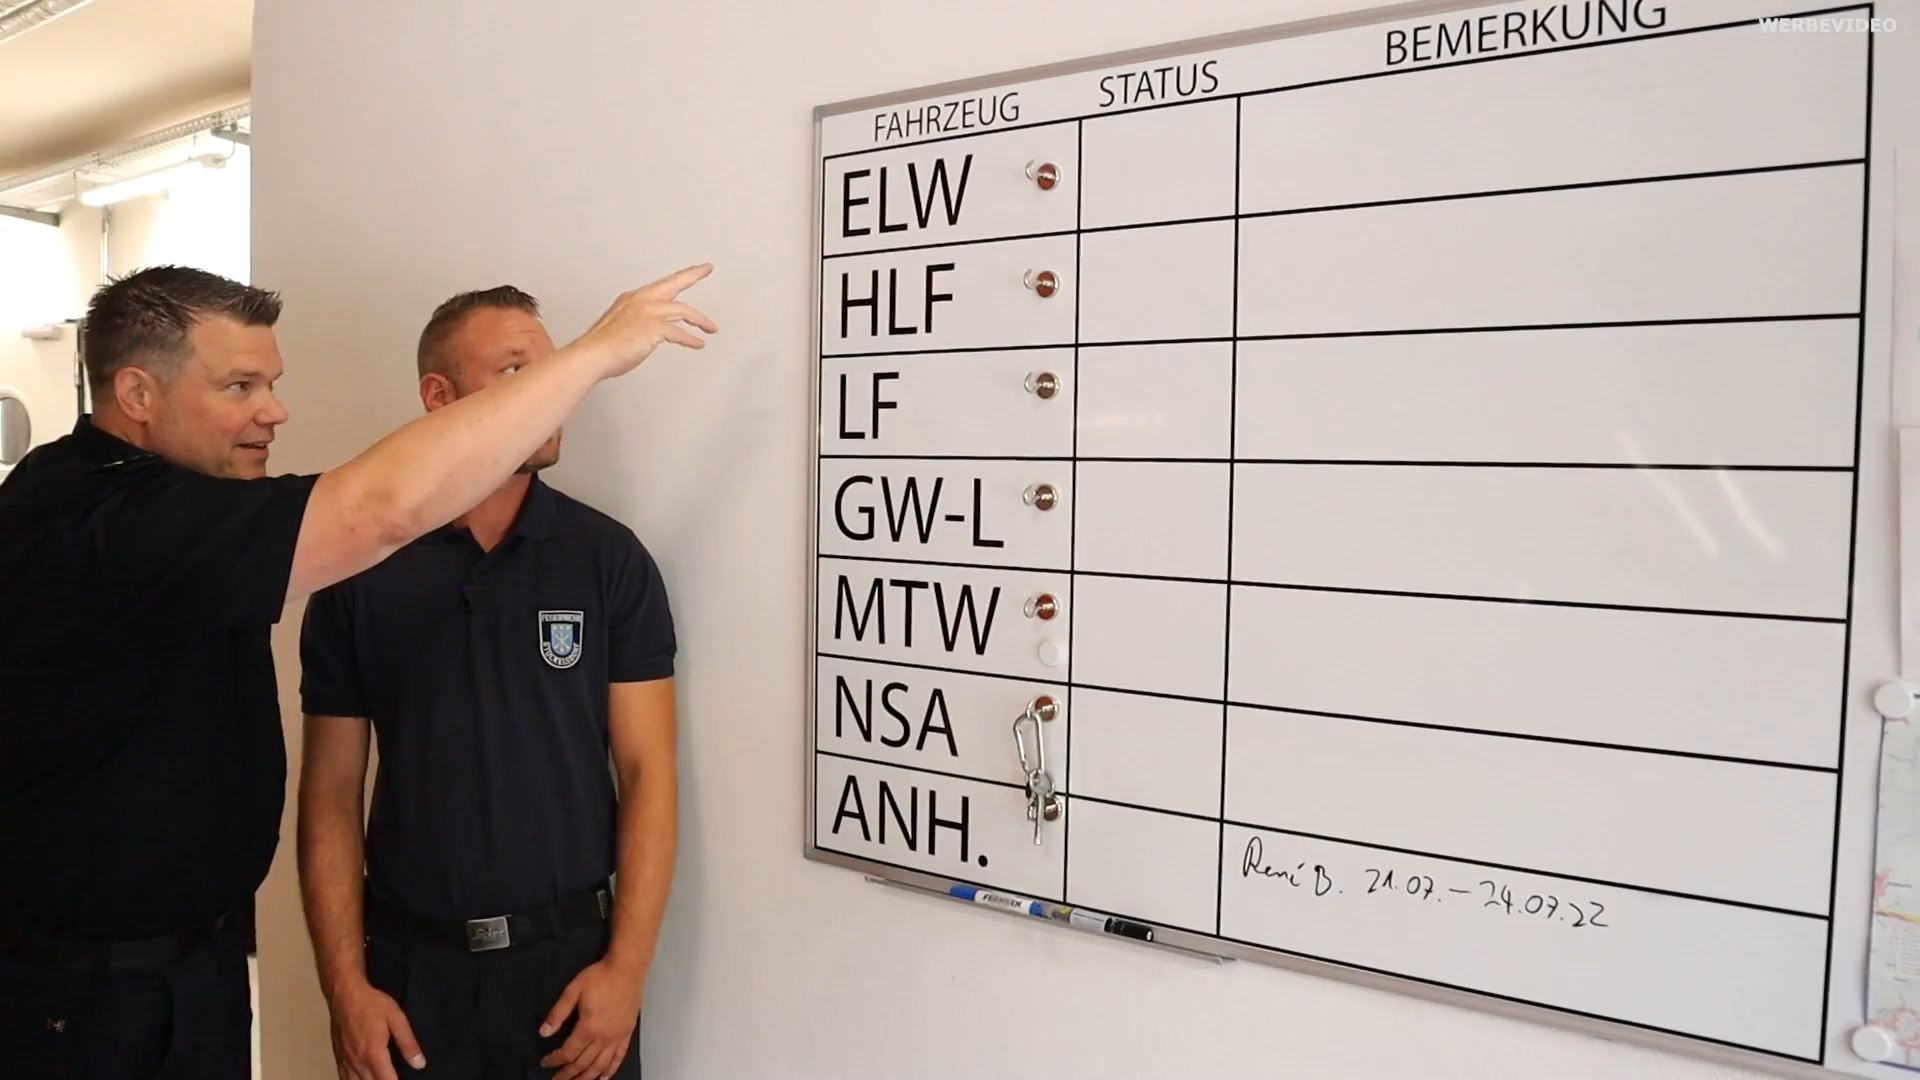 WERBEVIDEO
FAHRZEUG STATUS BEMERKUNG
ELW
HLF
LF
GW-L
MTW
NSA
ANH.
René B. 21.07. – 24.07.22